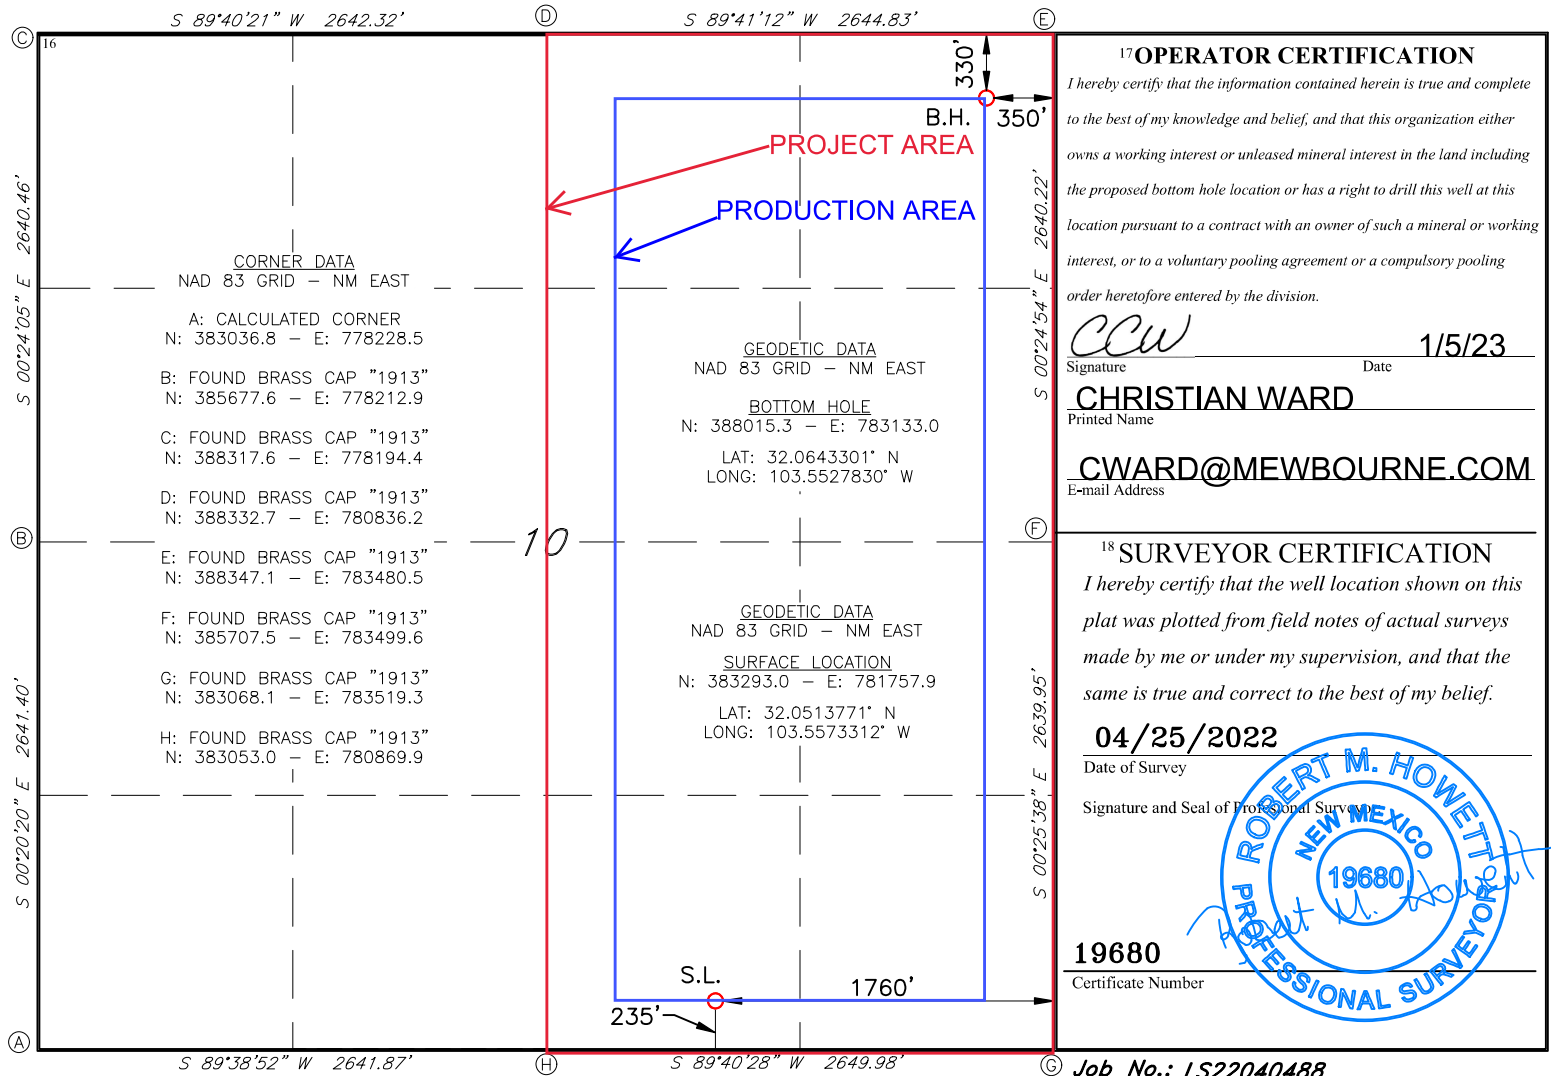 S 89°40'21" W 2642.32'
D
S 89°41'12" W 2644.83'
E
C
16
330'
B.H.
350'
PROJECT AREA
PRODUCTION AREA
S 00°24'05" E 2640.46'
S 00°24'54" E 2640.22'
CORNER DATA
NAD 83 GRID – NM EAST
A: CALCULATED CORNER
N: 383036.8 – E: 778228.5
B: FOUND BRASS CAP "1913"
N: 385677.6 – E: 778212.9
C: FOUND BRASS CAP "1913"
N: 388317.6 – E: 778194.4
D: FOUND BRASS CAP "1913"
N: 388332.7 – E: 780836.2
E: FOUND BRASS CAP "1913"
N: 388347.1 – E: 783480.5
F: FOUND BRASS CAP "1913"
N: 385707.5 – E: 783499.6
G: FOUND BRASS CAP "1913"
N: 383068.1 – E: 783519.3
H: FOUND BRASS CAP "1913"
N: 383053.0 – E: 780869.9
GEODETIC DATA
NAD 83 GRID – NM EAST
BOTTOM HOLE
N: 388015.3 – E: 783133.0
LAT: 32.0643301° N
LONG: 103.5527830° W
B
10
F
GEODETIC DATA
NAD 83 GRID – NM EAST
SURFACE LOCATION
N: 383293.0 – E: 781757.9
LAT: 32.0513771° N
LONG: 103.5573312° W
S 00°20'20" E 2641.40'
S 00°25'38" E 2639.95'
S.L.
1760'
235'
A
S 89°38'52" W 2641.87'
H
S 89°40'28" W 2649.98'
G
17 OPERATOR CERTIFICATION
I hereby certify that the information contained herein is true and complete
to the best of my knowledge and belief, and that this organization either
owns a working interest or unleased mineral interest in the land including
the proposed bottom hole location or has a right to drill this well at this
location pursuant to a contract with an owner of such a mineral or working
interest, or to a voluntary pooling agreement or a compulsory pooling
order heretofore entered by the division.
CCW 1/5/23
Signature Date
CHRISTIAN WARD
Printed Name
CWARD@MEWBOURNE.COM
E-mail Address
18 SURVEYOR CERTIFICATION
I hereby certify that the well location shown on this
plat was plotted from field notes of actual surveys
made by me or under my supervision, and that the
same is true and correct to the best of my belief.
04/25/2022
Date of Survey
Signature and Seal of Professional Surveyor
ROBERT M. HOWETT
NEW MEXICO
19680
PROFESSIONAL SURVEYOR
Robert M. Howett
19680
Certificate Number
Job No.: LS22040488